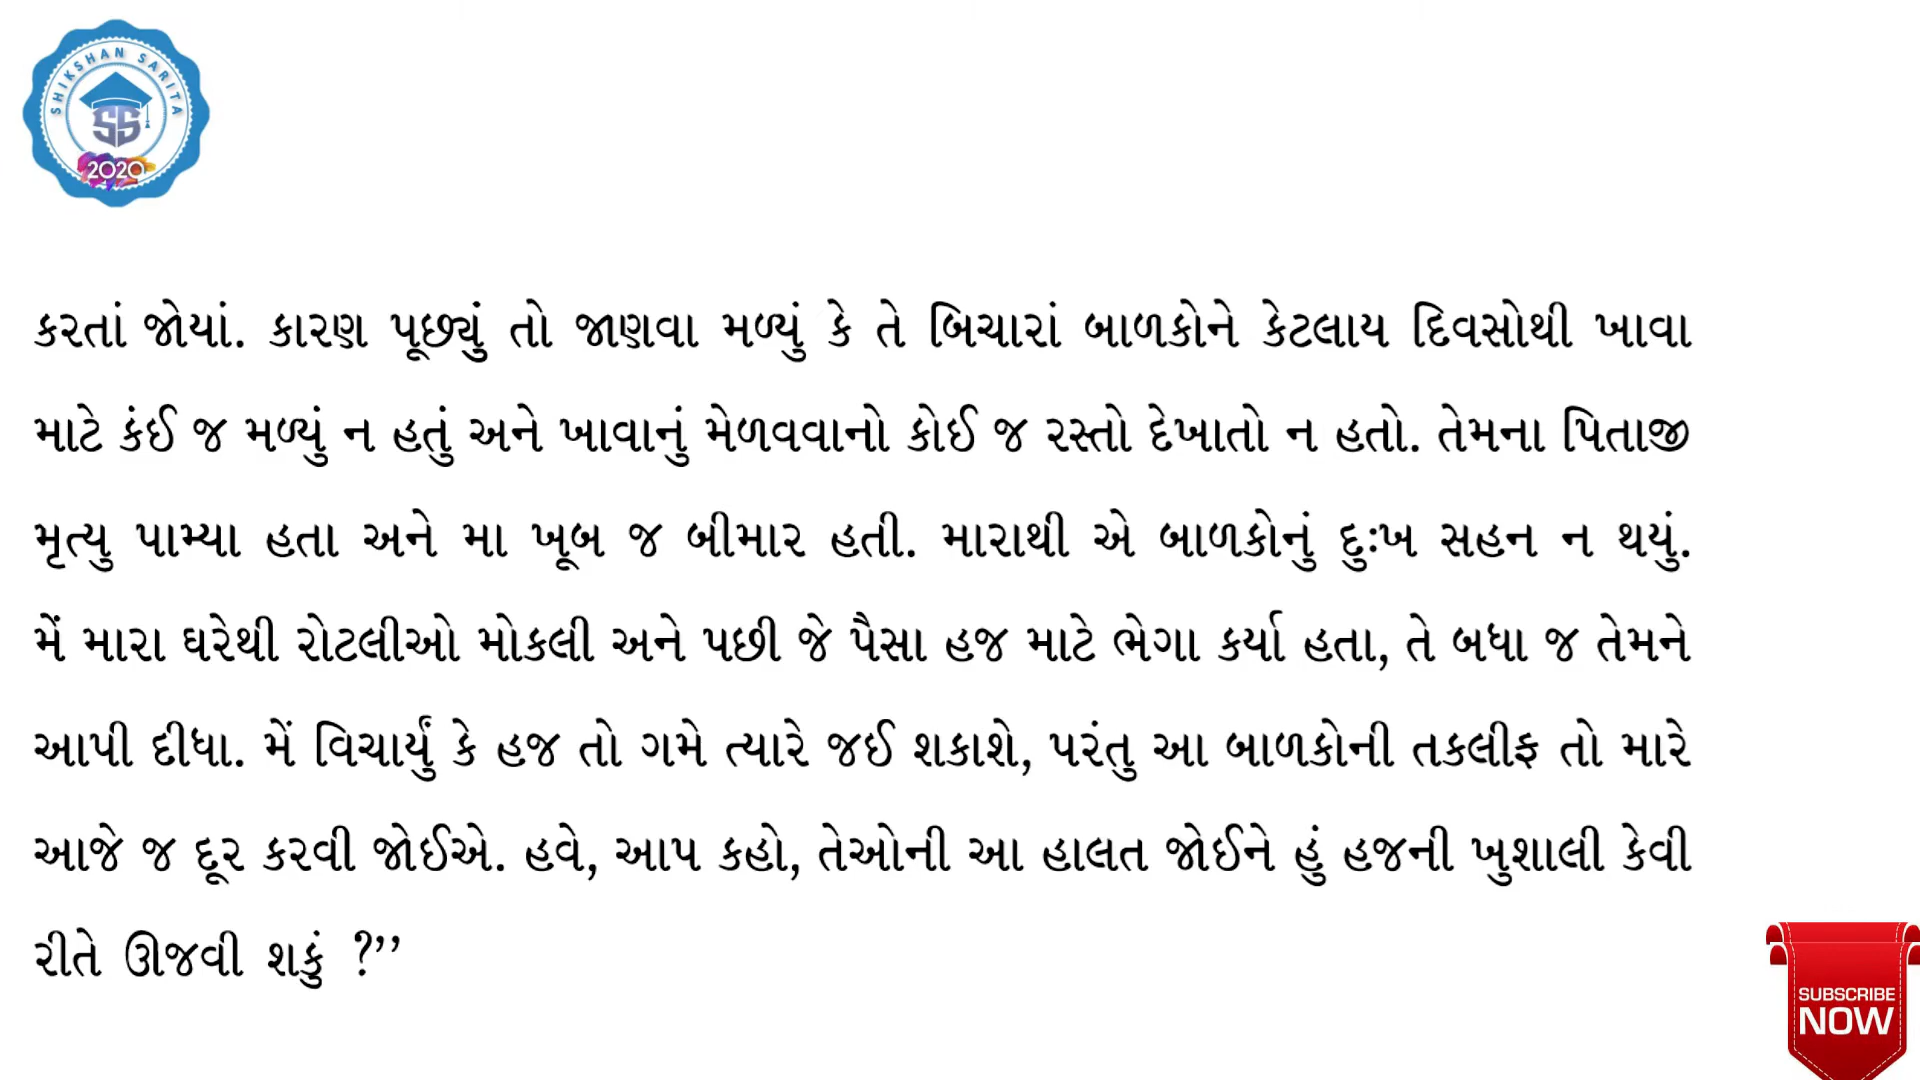 SHIKSHAN SARITA
SS
2020
કરતાં જોયાં. કારણ પૂછ્યું તો જાણવા મળ્યું કે તે બિચારાં બાળકોને કેટલાય દિવસોથી ખાવા
માટે કંઈ જ મળ્યું ન હતું અને ખાવાનું મેળવવાનો કોઈ જ રસ્તો દેખાતો ન હતો. તેમના પિતાજી
મૃત્યુ પામ્યા હતા અને મા ખૂબ જ બીમાર હતી. મારાથી એ બાળકોનું દુઃખ સહન ન થયું.
મેં મારા ઘરેથી રોટલીઓ મોકલી અને પછી જે પૈસા હજ માટે ભેગા કર્યા હતા, તે બધા જ તેમને
આપી દીધા. મેં વિચાર્યું કે હજ તો ગમે ત્યારે જઈ શકાશે, પરંતુ આ બાળકોની તકલીફ તો મારે
આજે જ દૂર કરવી જોઈએ. હવે, આપ કહો, તેઓની આ હાલત જોઈને હું હજની ખુશાલી કેવી
રીતે ઊજવી શકું ?’’
SUBSCRIBE
NOW